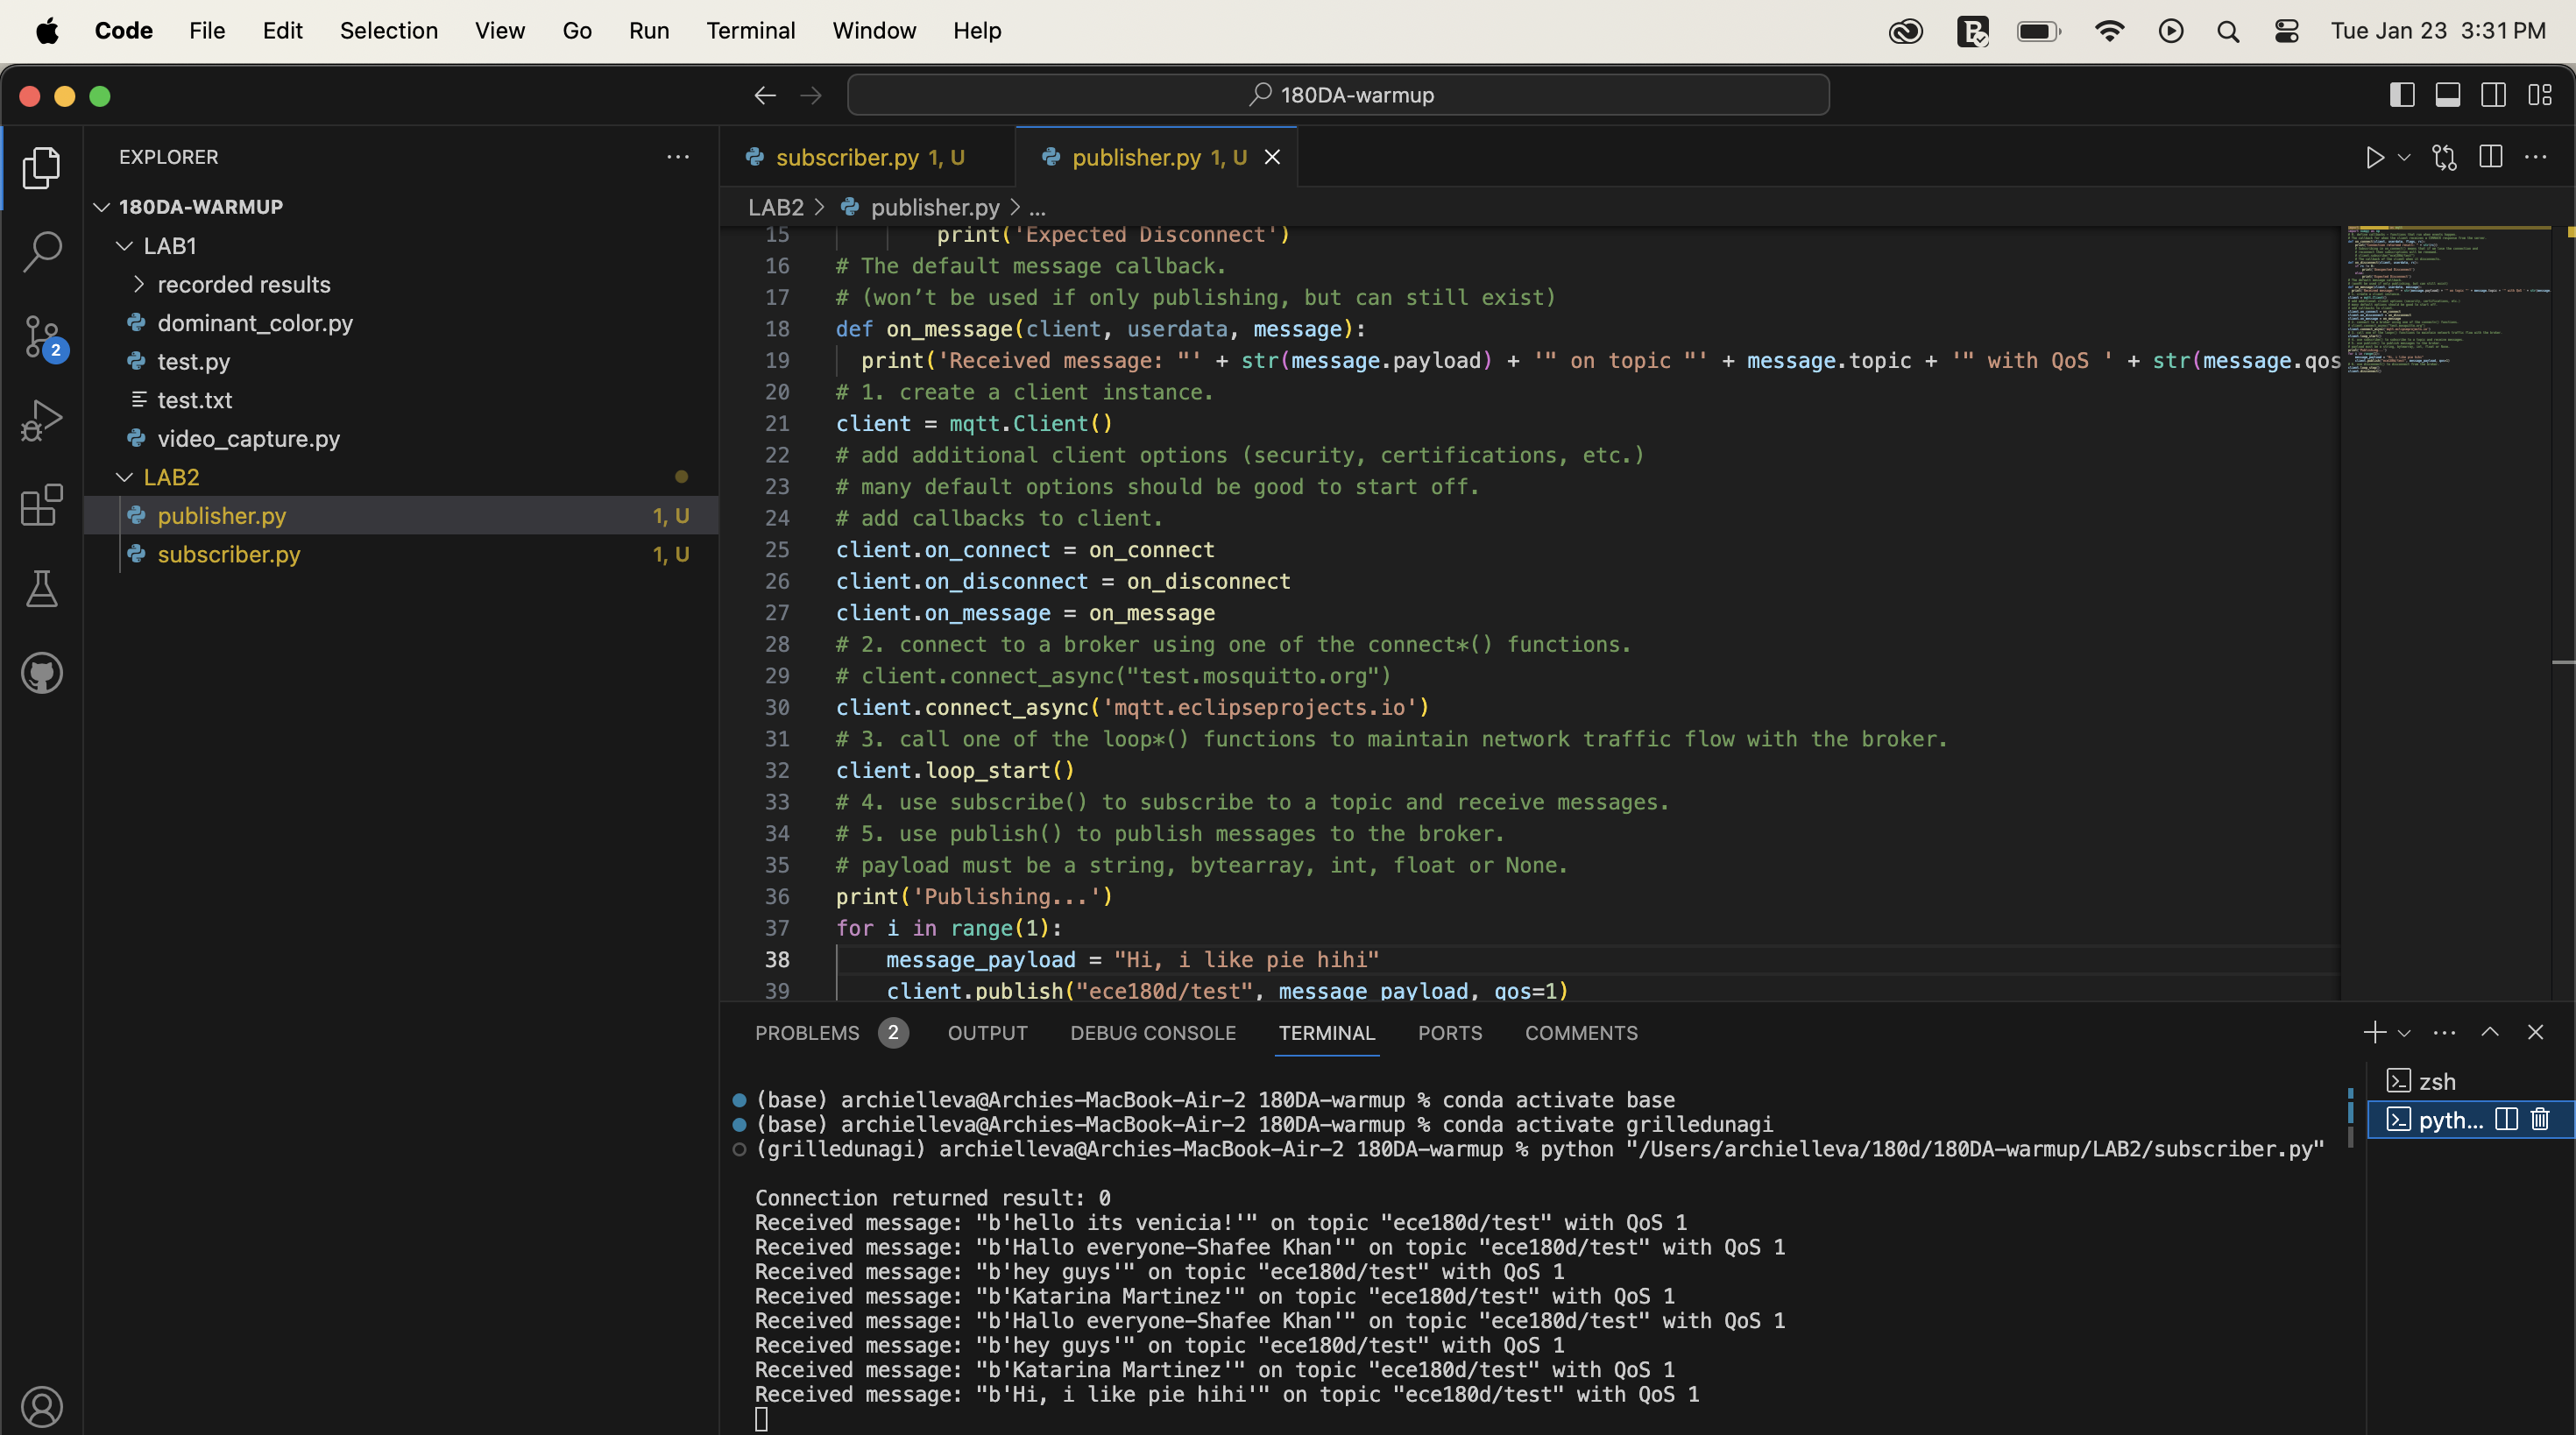 Code File Edit Selection View Go Run Terminal Window Help Tue Jan 23 3:31 PM
180DA-warmup
EXPLORER
180DA-WARMUP
LAB1
recorded results
dominant_color.py
test.py
test.txt
video_capture.py
LAB2
publisher.py 1, U
subscriber.py 1, U
2
subscriber.py 1, U publisher.py 1, U
LAB2 > publisher.py > ...
15 print('Expected Disconnect')
16 # The default message callback.
17 # (won’t be used if only publishing, but can still exist)
18 def on_message(client, userdata, message):
19 print('Received message: "' + str(message.payload) + '" on topic "' + message.topic + '" with QoS ' + str(message.qos
20 # 1. create a client instance.
21 client = mqtt.Client()
22 # add additional client options (security, certifications, etc.)
23 # many default options should be good to start off.
24 # add callbacks to client.
25 client.on_connect = on_connect
26 client.on_disconnect = on_disconnect
27 client.on_message = on_message
28 # 2. connect to a broker using one of the connect*() functions.
29 # client.connect_async("test.mosquitto.org")
30 client.connect_async('mqtt.eclipseprojects.io')
31 # 3. call one of the loop*() functions to maintain network traffic flow with the broker.
32 client.loop_start()
33 # 4. use subscribe() to subscribe to a topic and receive messages.
34 # 5. use publish() to publish messages to the broker.
35 # payload must be a string, bytearray, int, float or None.
36 print('Publishing...')
37 for i in range(1):
38 message_payload = "Hi, i like pie hihi"
39 client.publish("ece180d/test", message_payload, qos=1)
PROBLEMS 2 OUTPUT DEBUG CONSOLE TERMINAL PORTS COMMENTS
zsh
pyth...
(base) archielleva@Archies-MacBook-Air-2 180DA-warmup % conda activate base
(base) archielleva@Archies-MacBook-Air-2 180DA-warmup % conda activate grilledunagi
(grilledunagi) archielleva@Archies-MacBook-Air-2 180DA-warmup % python "/Users/archielleva/180d/180DA-warmup/LAB2/subscriber.py"
Connection returned result: 0
Received message: "b'hello its venicia!'" on topic "ece180d/test" with QoS 1
Received message: "b'Hallo everyone-Shafee Khan'" on topic "ece180d/test" with QoS 1
Received message: "b'hey guys'" on topic "ece180d/test" with QoS 1
Received message: "b'Katarina Martinez'" on topic "ece180d/test" with QoS 1
Received message: "b'Hallo everyone-Shafee Khan'" on topic "ece180d/test" with QoS 1
Received message: "b'hey guys'" on topic "ece180d/test" with QoS 1
Received message: "b'Katarina Martinez'" on topic "ece180d/test" with QoS 1
Received message: "b'Hi, i like pie hihi'" on topic "ece180d/test" with QoS 1